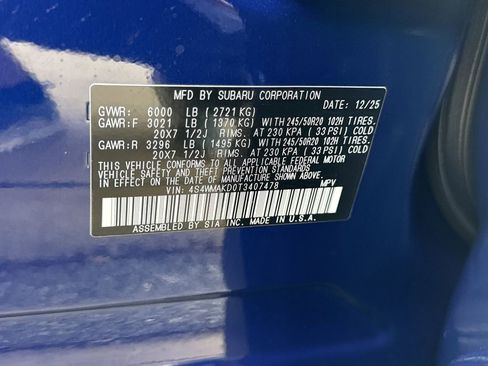 MFD BY SUBARU CORPORATION
GVWR: 6000 LB ( 2721 KG) DATE: 12/25
GAWR:F 3021 LB ( 1370 KG) WITH 245/50R20 102H TIRES.
20X7 1/2J RIMS. AT 230 KPA ( 33 PSI) COLD
GAWR:R 3296 LB ( 1495 KG) WITH 245/50R20 102H TIRES.
20X7 1/2J RIMS. AT 230 KPA ( 33 PSI) COLD
THIS VEHICLE CONFORMS TO ALL APPLICABLE FEDERAL MOTOR
VEHICLE SAFETY AND THEFT PREVENTION STANDARDS
IN EFFECT ON THE DATE OF MANUFACTURE SHOWN ABOVE.
VIN: 4S4WMAKD0T3407478 MPV
ASSEMBLED BY SIA INC. MADE IN U.S.A.